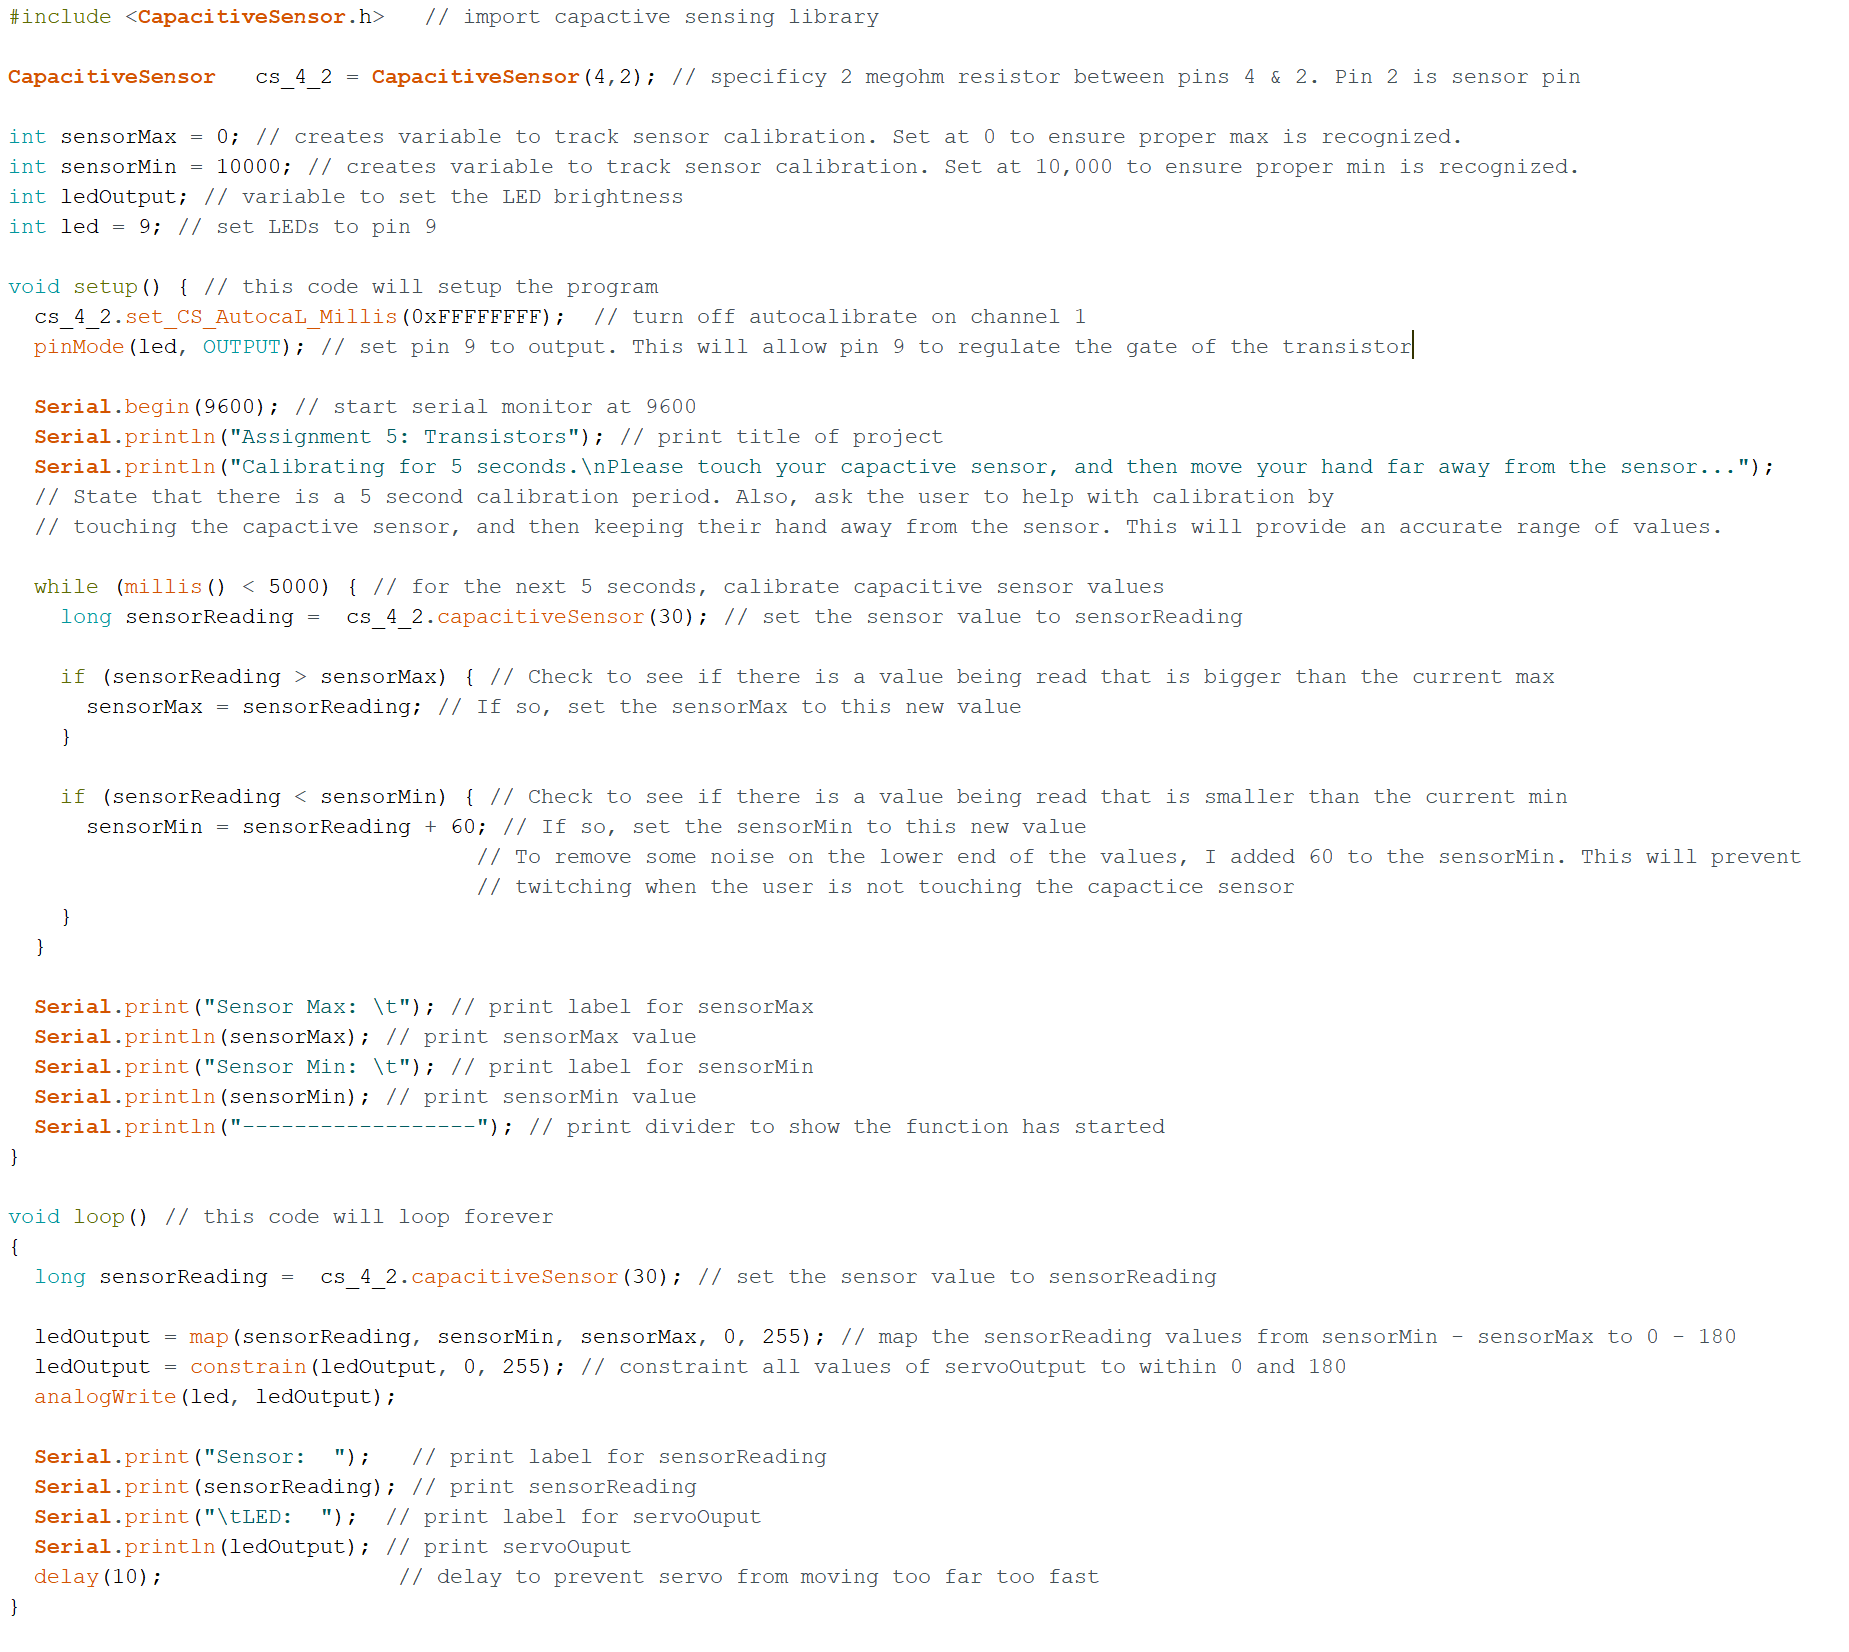 #include <CapacitiveSensor.h>   // import capactive sensing library

CapacitiveSensor   cs_4_2 = CapacitiveSensor(4,2); // specificy 2 megohm resistor between pins 4 & 2. Pin 2 is sensor pin

int sensorMax = 0; // creates variable to track sensor calibration. Set at 0 to ensure proper max is recognized.
int sensorMin = 10000; // creates variable to track sensor calibration. Set at 10,000 to ensure proper min is recognized.
int ledOutput; // variable to set the LED brightness
int led = 9; // set LEDs to pin 9

void setup() { // this code will setup the program
  cs_4_2.set_CS_AutocaL_Millis(0xFFFFFFFF);  // turn off autocalibrate on channel 1
  pinMode(led, OUTPUT); // set pin 9 to output. This will allow pin 9 to regulate the gate of the transistor

  Serial.begin(9600); // start serial monitor at 9600
  Serial.println("Assignment 5: Transistors"); // print title of project
  Serial.println("Calibrating for 5 seconds.\nPlease touch your capactive sensor, and then move your hand far away from the sensor...");
  // State that there is a 5 second calibration period. Also, ask the user to help with calibration by
  // touching the capactive sensor, and then keeping their hand away from the sensor. This will provide an accurate range of values.

  while (millis() < 5000) { // for the next 5 seconds, calibrate capacitive sensor values
    long sensorReading =  cs_4_2.capacitiveSensor(30); // set the sensor value to sensorReading

    if (sensorReading > sensorMax) { // Check to see if there is a value being read that is bigger than the current max
      sensorMax = sensorReading; // If so, set the sensorMax to this new value
    }

    if (sensorReading < sensorMin) { // Check to see if there is a value being read that is smaller than the current min
      sensorMin = sensorReading + 60; // If so, set the sensorMin to this new value
                                    // To remove some noise on the lower end of the values, I added 60 to the sensorMin. This will prevent
                                    // twitching when the user is not touching the capactice sensor
    }
  }

  Serial.print("Sensor Max: \t"); // print label for sensorMax
  Serial.println(sensorMax); // print sensorMax value
  Serial.print("Sensor Min: \t"); // print label for sensorMin
  Serial.println(sensorMin); // print sensorMin value
  Serial.println("------------------"); // print divider to show the function has started
}

void loop() // this code will loop forever
{
  long sensorReading =  cs_4_2.capacitiveSensor(30); // set the sensor value to sensorReading

  ledOutput = map(sensorReading, sensorMin, sensorMax, 0, 255); // map the sensorReading values from sensorMin - sensorMax to 0 - 180
  ledOutput = constrain(ledOutput, 0, 255); // constraint all values of servoOutput to within 0 and 180
  analogWrite(led, ledOutput);

  Serial.print("Sensor:  ");   // print label for sensorReading
  Serial.print(sensorReading); // print sensorReading
  Serial.print("\tLED:  ");  // print label for servoOuput
  Serial.println(ledOutput); // print servoOuput
  delay(10);                  // delay to prevent servo from moving too far too fast
}